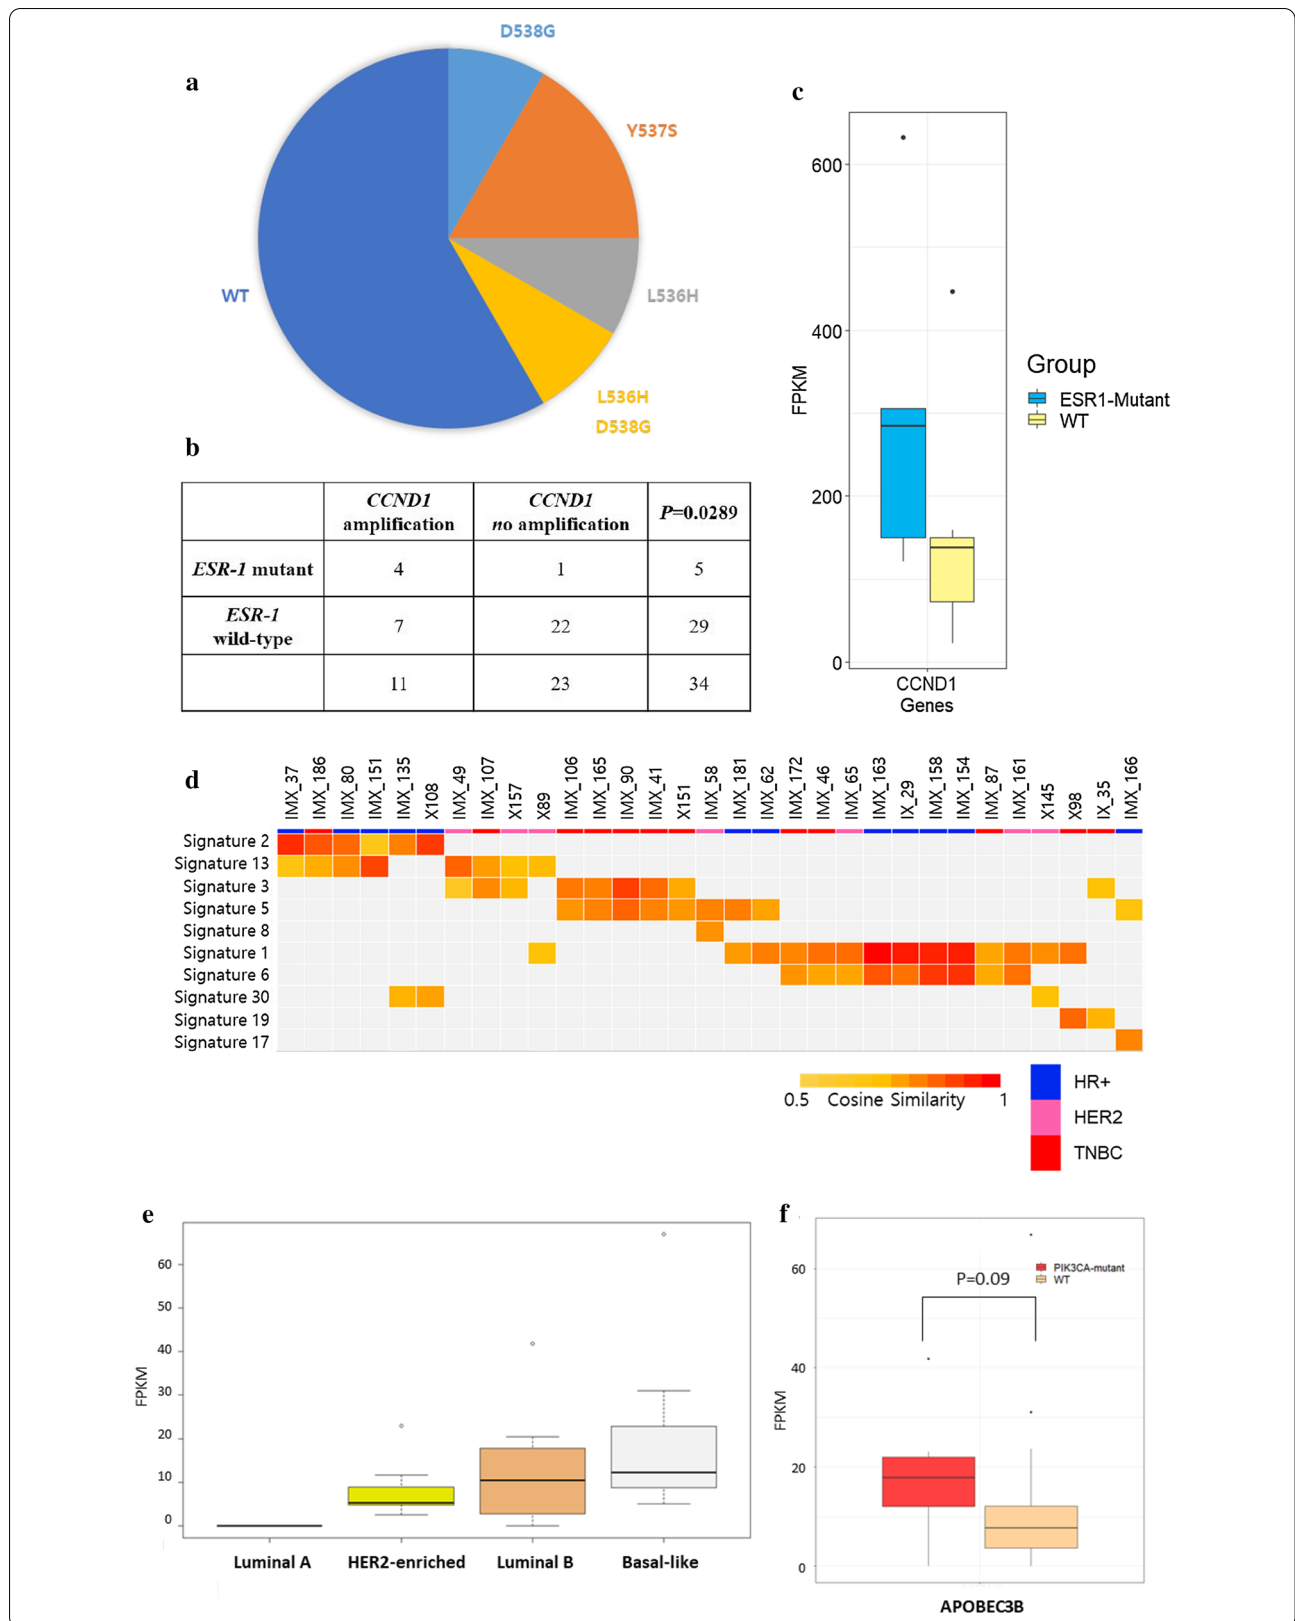 a
D538G
Y537S
L536H
L536H
D538G
WT
b
CCND1 amplification
CCND1 no amplification
P=0.0289
ESR-1 mutant 4 1 5
ESR-1 wild-type 7 22 29
11 23 34
c
600
400
200
0
FPKM
CCND1
Genes
Group
ESR1-Mutant
WT
d
IMX_37 IMX_186 IMX_80 IMX_151 IMX_135 X108 IMX_49 IMX_107 X157 X89 IMX_106 IMX_165 IMX_90 IMX_41 X151 IMX_58 IMX_181 IMX_62 IMX_172 IMX_46 IMX_65 IMX_163 IX_29 IMX_158 IMX_154 IMX_87 IMX_161 X145 X98 IX_35 IMX_166
Signature 2
Signature 13
Signature 3
Signature 5
Signature 8
Signature 1
Signature 6
Signature 30
Signature 19
Signature 17
0.5 Cosine Similarity 1
HR+
HER2
TNBC
e
60
50
40
30
20
10
0
FPKM
Luminal A HER2-enriched Luminal B Basal-like
f
60
40
20
0
FPKM
P=0.09
PIK3CA-mutant
WT
APOBEC3B